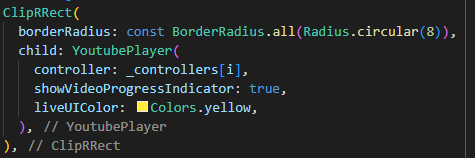 ClipRRect(
  borderRadius: const BorderRadius.all(Radius.circular(8)),
  child: YoutubePlayer(
    controller: _controllers[i],
    showVideoProgressIndicator: true,
    liveUIColor: Colors.yellow,
  ), // YoutubePlayer
), // ClipRRect